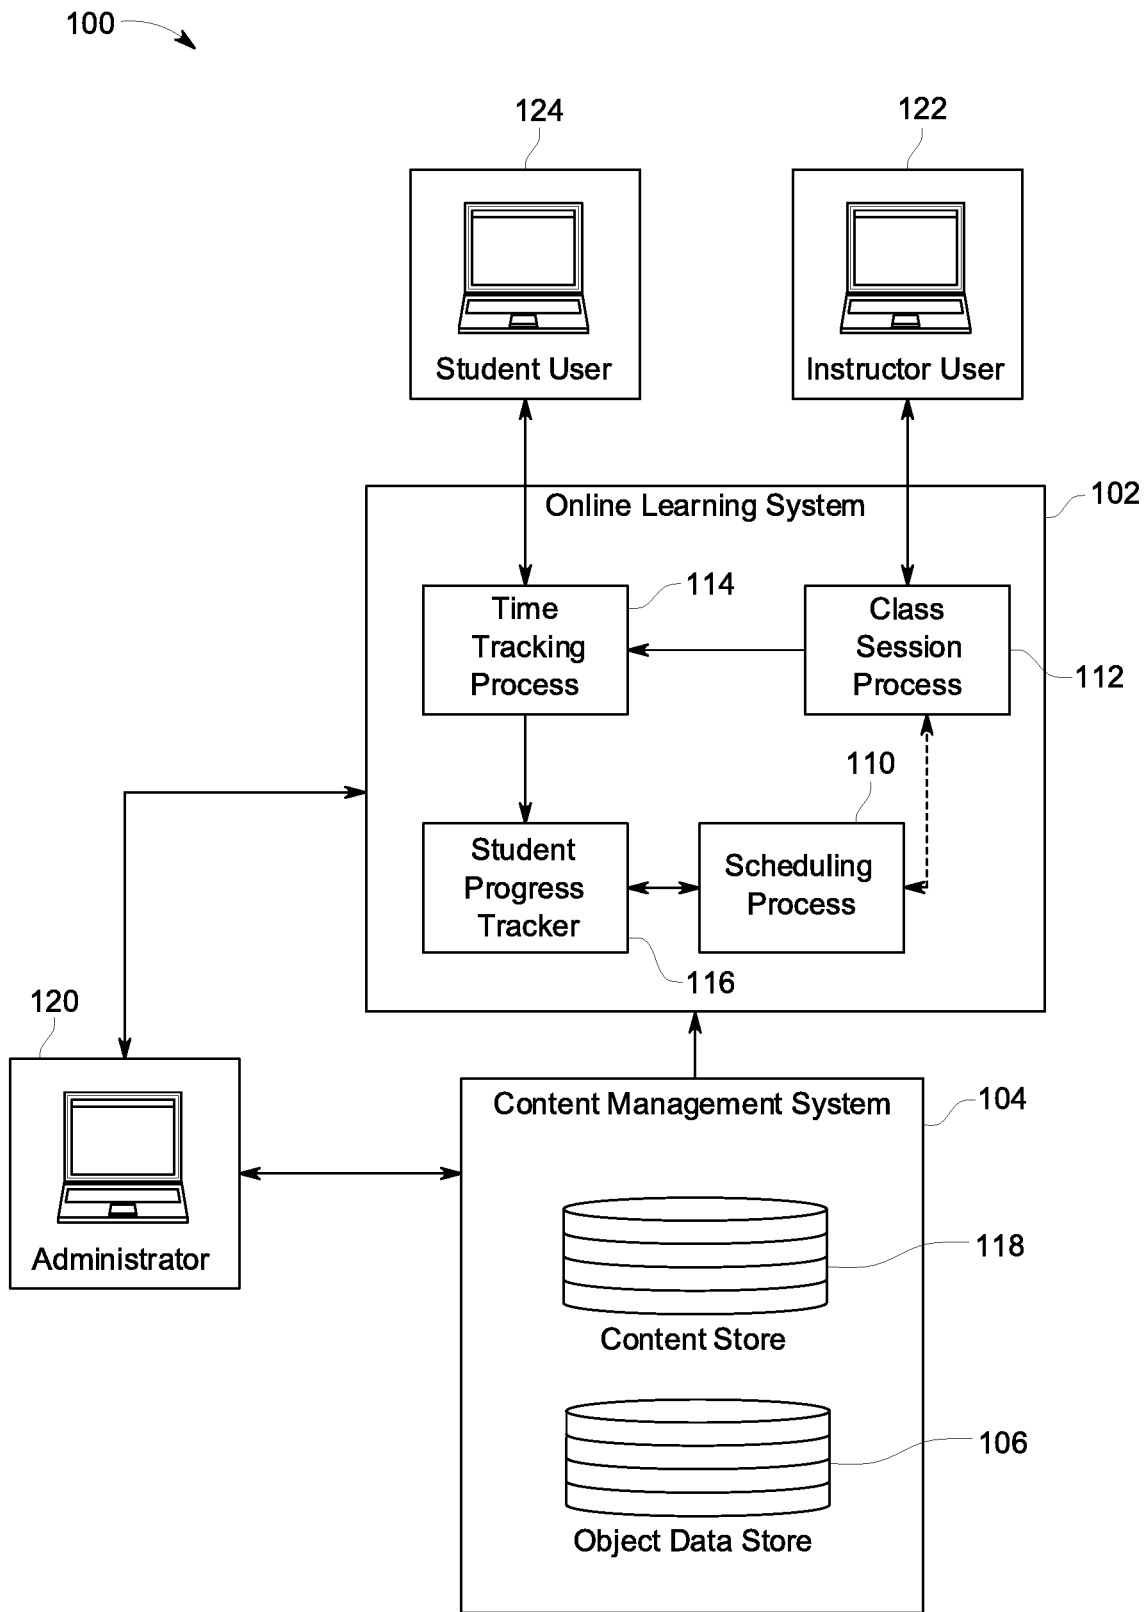 100
124
122
Student User
Instructor User
Online Learning System
102
Time
Tracking
Process
114
Class
Session
Process
112
110
Student
Progress
Tracker
Scheduling
Process
116
120
Administrator
Content Management System
104
118
Content Store
106
Object Data Store